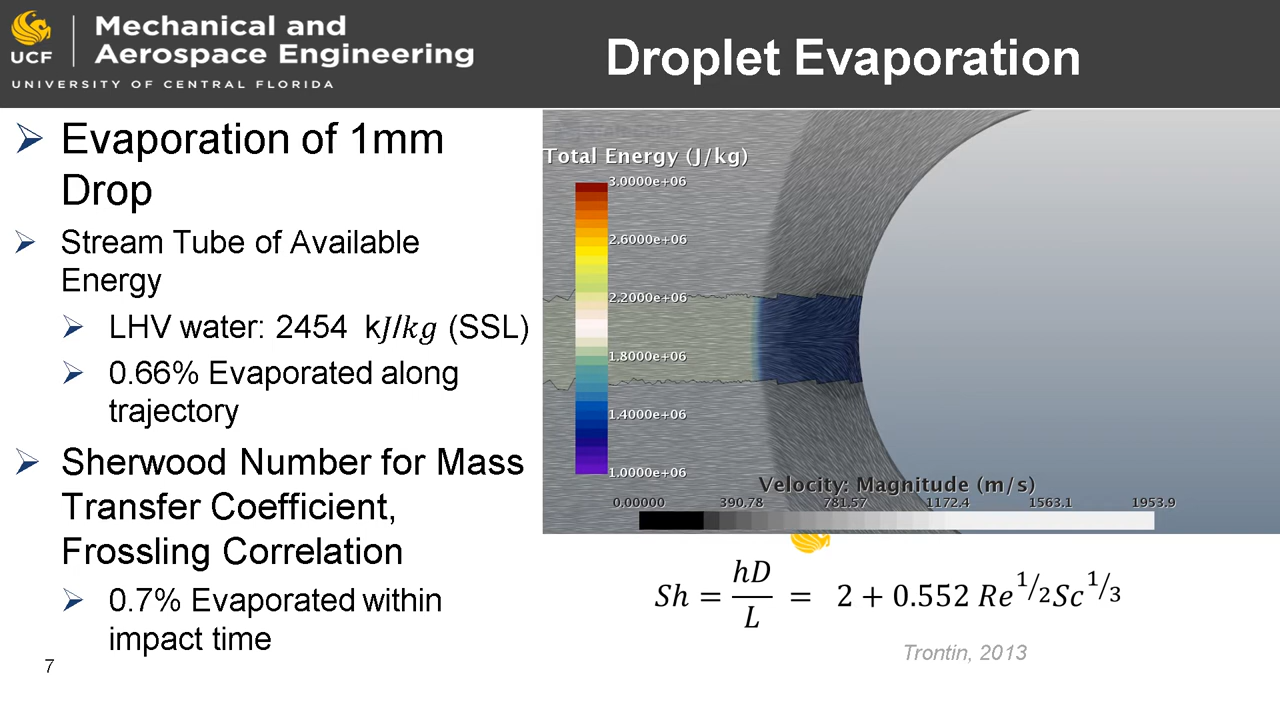 Mechanical and
Aerospace Engineering
UCF
UNIVERSITY OF CENTRAL FLORIDA
Droplet Evaporation
➢ Evaporation of 1mm
Drop
➢ Stream Tube of Available
Energy
➢ LHV water: 2454 k𝐽/𝑘𝑔 (SSL)
➢ 0.66% Evaporated along
trajectory
➢ Sherwood Number for Mass
Transfer Coefficient,
Frossling Correlation
➢ 0.7% Evaporated within
impact time
7
Total Energy (J/kg)
3.0000e+06
2.6000e+06
2.2000e+06
1.8000e+06
1.4000e+06
1.0000e+06
Velocity: Magnitude (m/s)
0.00000 390.78 781.57 1172.4 1563.1 1953.9
𝑆ℎ = ℎ𝐷/𝐿 = 2 + 0.552 𝑅𝑒^1/2 𝑆𝑐^1/3
Trontin, 2013